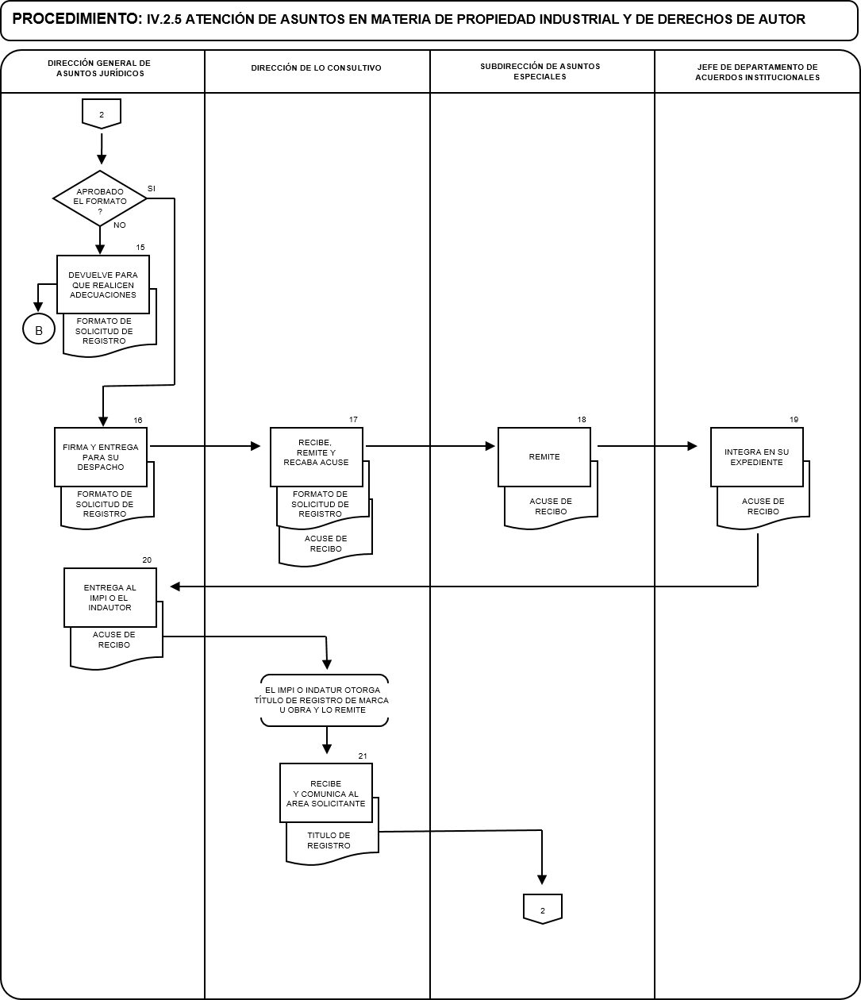 PROCEDIMIENTO: IV.2.5 ATENCIÓN DE ASUNTOS EN MATERIA DE PROPIEDAD INDUSTRIAL Y DE DERECHOS DE AUTOR
DIRECCIÓN GENERAL DE
ASUNTOS JURÍDICOS
DIRECCIÓN DE LO CONSULTIVO
SUBDIRECCIÓN DE ASUNTOS
ESPECIALES
JEFE DE DEPARTAMENTO DE
ACUERDOS INSTITUCIONALES
2
APROBADO
EL FORMATO
?
SI
NO
15
DEVUELVE PARA
QUE REALICEN
ADECUACIONES
B
FORMATO DE
SOLICITUD DE
REGISTRO
16
FIRMA Y ENTREGA
PARA SU
DESPACHO
FORMATO DE
SOLICITUD DE
REGISTRO
17
RECIBE,
REMITE Y
RECABA ACUSE
FORMATO DE
SOLICITUD DE
REGISTRO
ACUSE DE
RECIBO
18
REMITE
ACUSE DE
RECIBO
19
INTEGRA EN SU
EXPEDIENTE
ACUSE DE
RECIBO
20
ENTREGA AL
IMPI O EL
INDAUTOR
ACUSE DE
RECIBO
EL IMPI O INDATUR OTORGA
TÍTULO DE REGISTRO DE MARCA
U OBRA Y LO REMITE
21
RECIBE
Y COMUNICA AL
AREA SOLICITANTE
TITULO DE
REGISTRO
2